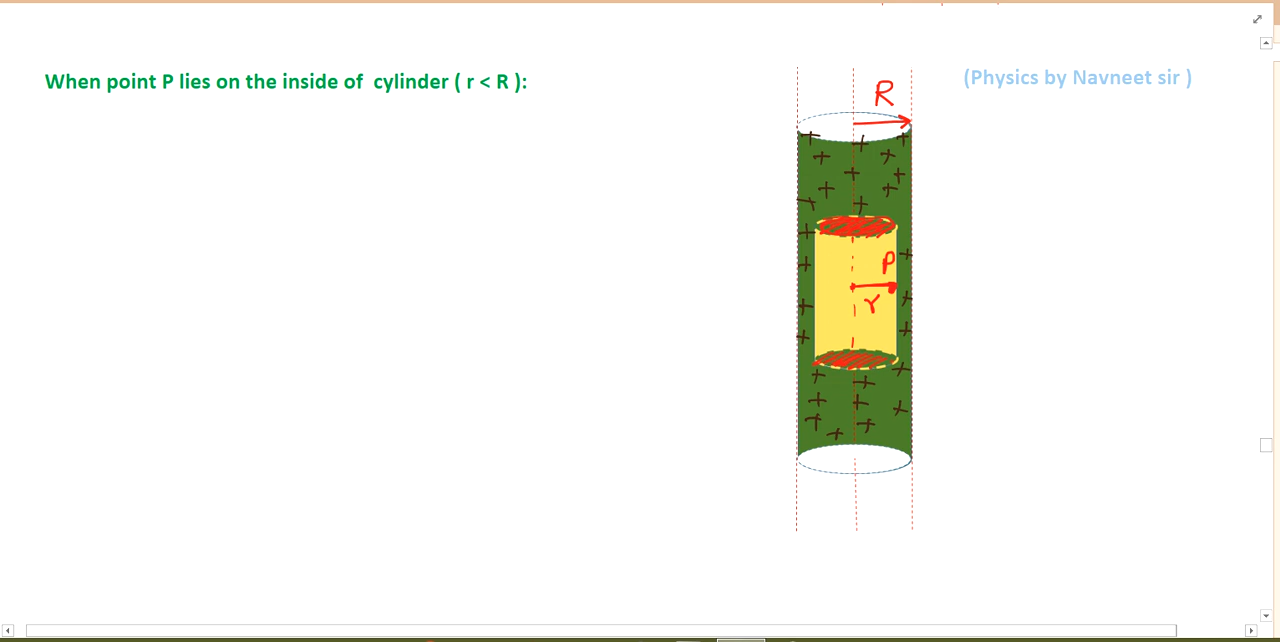 When point P lies on the inside of cylinder ( r < R ):
(Physics by Navneet sir )
R
P
r